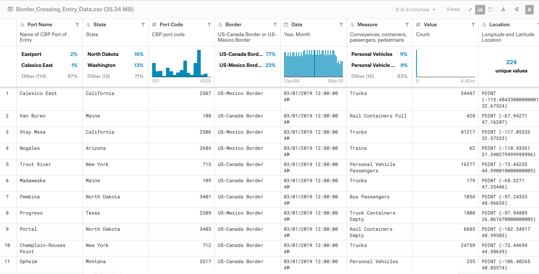 Border_Crossing_Entry_Data.csv (35.34 MB)
8 of 8 columns
Views
Port Name
State
Port Code
Border
Date
Measure
Value
Location
Name of CBP Port of Entry
State
CBP port code
US-Canada Border or US-Mexico Border
Year, Month
Conveyances, containers, passengers, pedestrians
Count
Longitude and Latitude Location
Eastport 2%
Calexico East 1%
Other (114) 97%
North Dakota 16%
Washington 13%
Other (13) 71%
101 4105
US-Canada Bord... 77%
US-Mexico Bord... 23%
1Jan96 1Mar19
Personal Vehicles 9%
Personal Vehicle ... 9%
Other (10) 82%
0 4.45m
224
unique values
1 Calexico East California 2507 US-Mexico Border 03/01/2019 12:00:00 AM Trucks 34447 POINT (-115.48433000000001 32.67524)
2 Van Buren Maine 108 US-Canada Border 03/01/2019 12:00:00 AM Rail Containers Full 428 POINT (-67.94271 47.16207)
3 Otay Mesa California 2506 US-Mexico Border 03/01/2019 12:00:00 AM Trucks 81217 POINT (-117.05333 32.57333)
4 Nogales Arizona 2604 US-Mexico Border 03/01/2019 12:00:00 AM Trains 62 POINT (-110.93361 31.340279999999996)
5 Trout River New York 715 US-Canada Border 03/01/2019 12:00:00 AM Personal Vehicle Passengers 16377 POINT (-73.44253 44.990010000000005)
6 Madawaska Maine 109 US-Canada Border 03/01/2019 12:00:00 AM Trucks 179 POINT (-68.3271 47.35446)
7 Pembina North Dakota 3401 US-Canada Border 03/01/2019 12:00:00 AM Bus Passengers 1054 POINT (-97.24333 48.96639)
8 Progreso Texas 2309 US-Mexico Border 03/01/2019 12:00:00 AM Truck Containers Empty 1808 POINT (-97.94889 26.061670000000003)
9 Portal North Dakota 3403 US-Canada Border 03/01/2019 12:00:00 AM Rail Containers Empty 6685 POINT (-102.54917 48.99583)
10 Champlain-Rouses Point New York 712 US-Canada Border 03/01/2019 12:00:00 AM Trucks 24759 POINT (-73.44694 44.98639)
11 Opheim Montana 3317 US-Canada Border 03/01/2019 12:00:00 AM Personal Vehicles 235 POINT (-106.40265 48.85574)